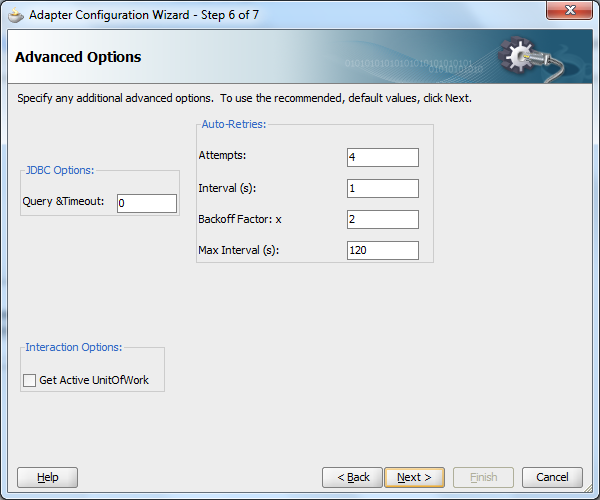 Adapter Configuration Wizard - Step 6 of 7
Advanced Options
010101010101010101010101
010101010
Specify any additional advanced options.  To use the recommended, default values, click Next.
Auto-Retries:
Attempts: 4
JDBC Options:
Interval (s): 1
Query &Timeout: 0
Backoff Factor: x 2
Max Interval (s): 120
Interaction Options:
Get Active UnitOfWork
Help < Back Next > Finish Cancel